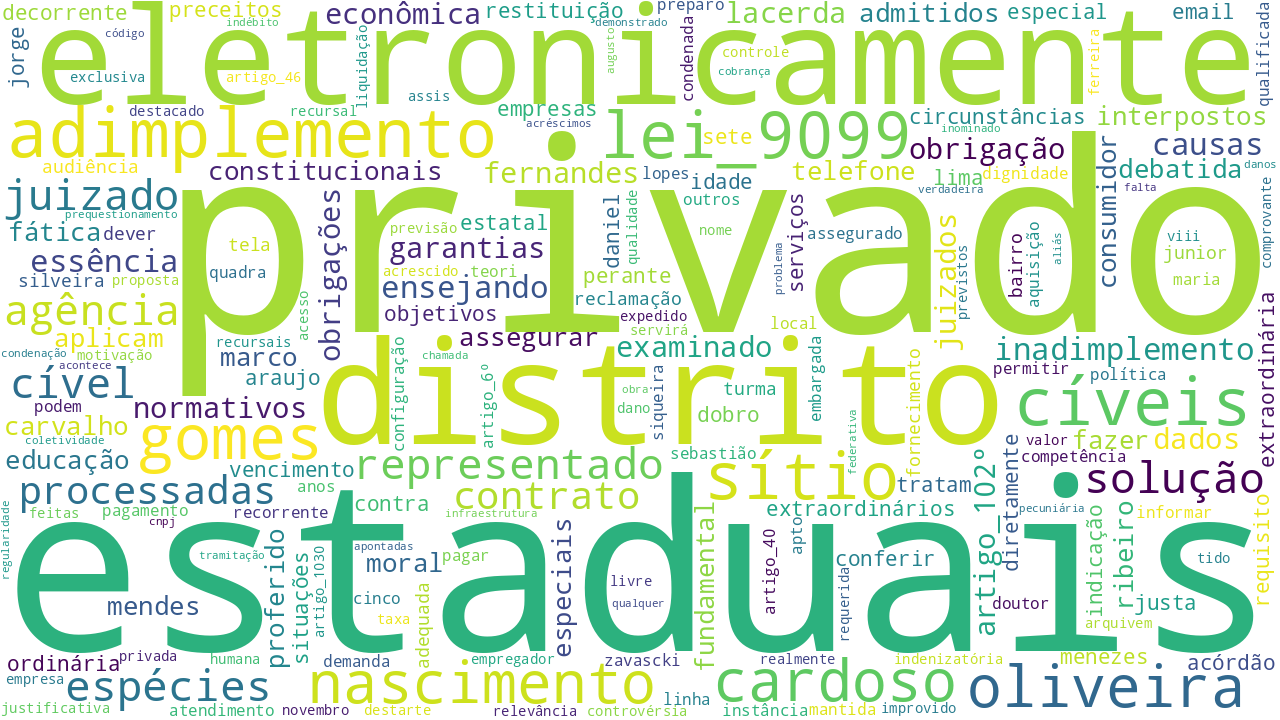 decorrente preceitos econômica restituição preparo lacerda admitidos especial email
indébito demonstrado
jorge eletronicamente qualificada
código augusto controle condenada ferreira
exclusiva artigo_46 liquidação cobrança
assis
destacado recursal empresas circunstâncias interpostos
adimplemento acréscimos lei_9099 sete inominado
obrigação causas
audiência constitucionais fernandes lopes idade telefone lima dignidade consumidor debatida danos
juizado privado outros verdadeira falta comprovante
prequestionamento
fática dever obrigações previsão estatal daniel qualidade nome serviços assegurado juizados bairro aquisição viii
essência tela garantias aliás junior
silveira proposta quadra acrescido teori perante problema previstos maria
ensejando reclamação
agência acesso objetivos expedido local extraordinária
aplicam recursais assegurar servirá
condenação motivação marco chamada examinado inadimplemento
acontece configuração artigo_6º embargada permitir política
cível araujo distrito obra siqueira turma fornecimento
podem normativos dano dobro cíveis
carvalho gomes federativa
coletividade sebastião valor fazer dados
educação vencimento representado sítio competência
processadas anos contra contrato tratam artigo_102º diretamente solução
feitas pagamento recorrente extraordinários pecuniária
regularidade cnpj infraestrutura fundamental indicação ribeiro informar requisito
estaduais
tramitação proferido situações artigo_1030 apontadas pagar especiais artigo_40 apto conferir tido
moral livre
mendes cinco adequada qualquer requerida doutor justa
taxa arquivem
ordinária privada humana demanda empregador zavascki realmente indenizatória menezes acórdão
empresa espécies nascimento linha cardoso oliveira
justificativa atendimento novembro destarte relevância controvérsia instância mantida improvido